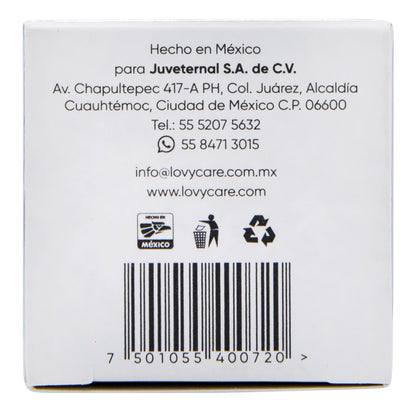 Hecho en México
para Juveternal S.A. de C.V.
Av. Chapultepec 417-A PH, Col. Juárez, Alcaldía
Cuauhtémoc, Ciudad de México C.P. 06600
Tel.: 55 5207 5632
55 8471 3015
info@lovycare.com.mx
www.lovycare.com
HECHO EN
MÉXICO
7 501055 400720 >